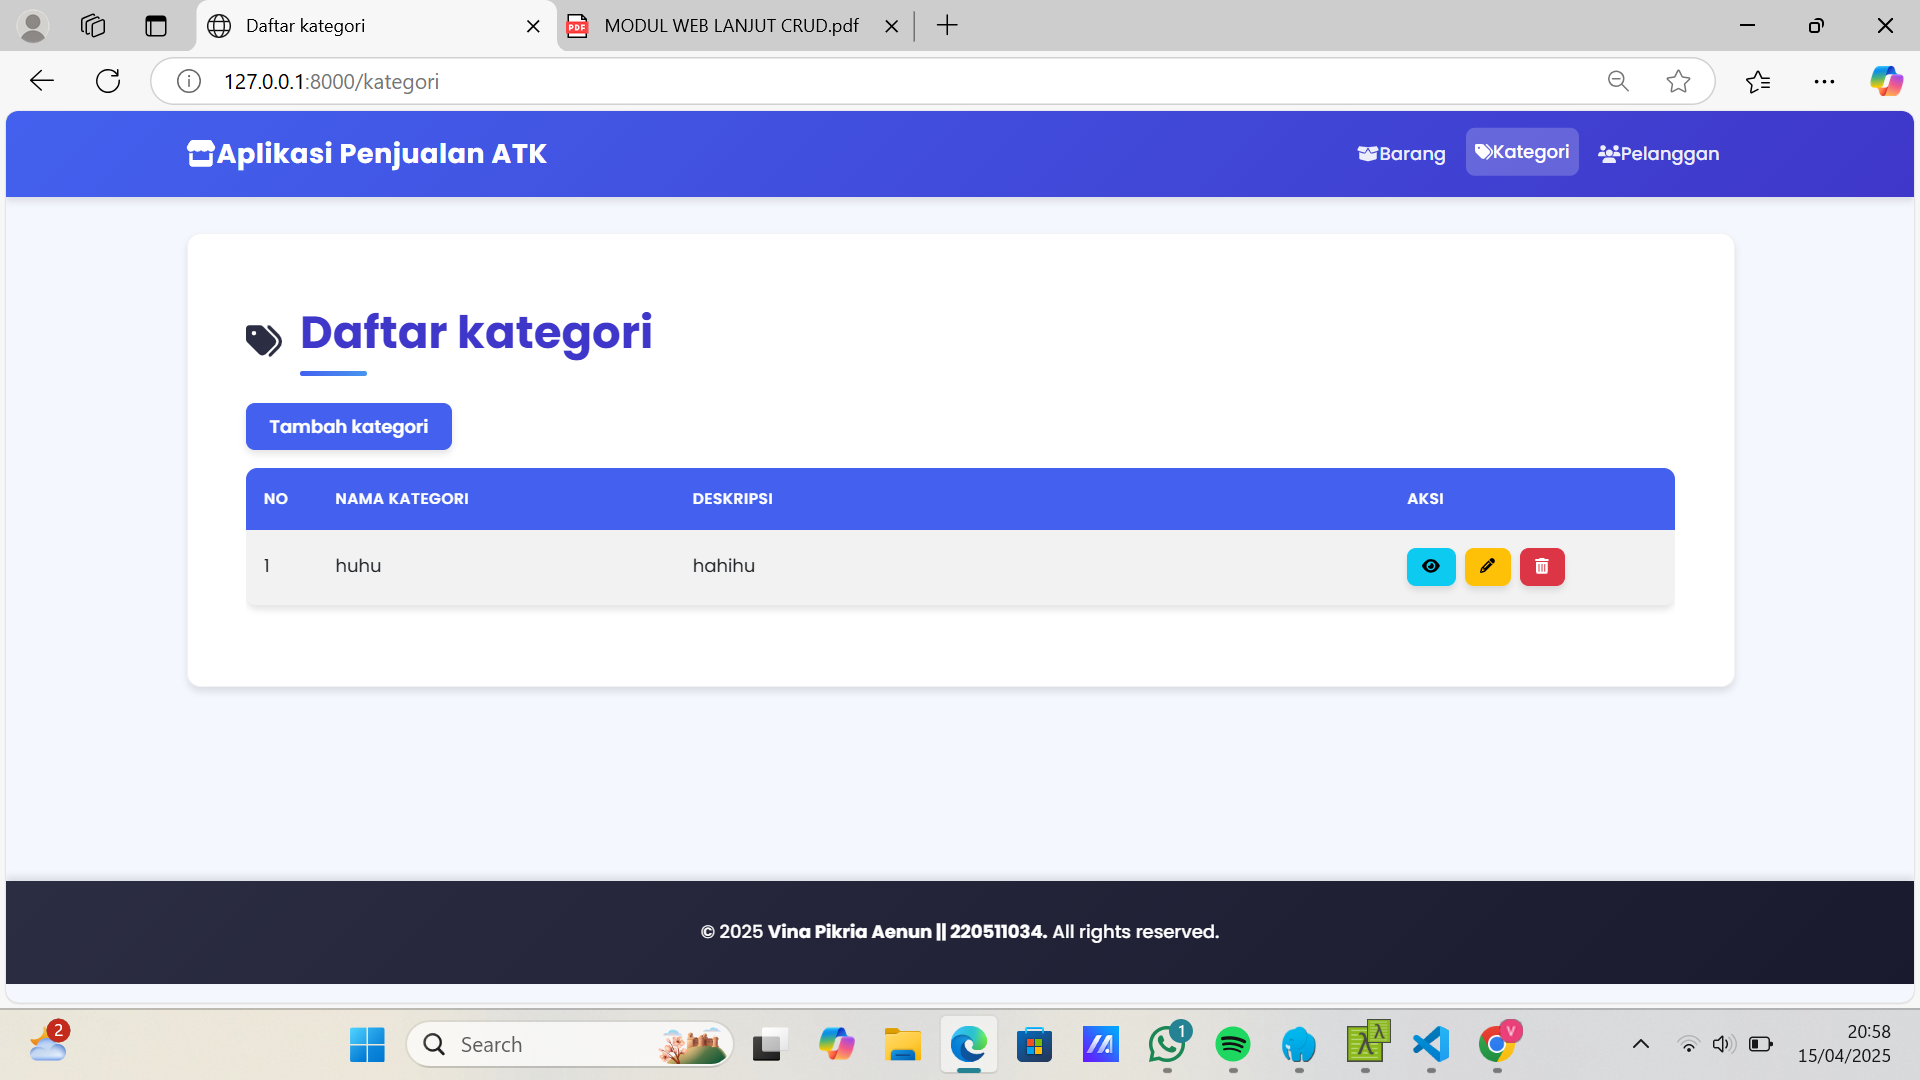 Daftar kategori
MODUL WEB LANJUT CRUD.pdf
127.0.0.1:8000/kategori
Aplikasi Penjualan ATK
Barang
Kategori
Pelanggan
Daftar kategori
Tambah kategori
NO NAMA KATEGORI DESKRIPSI AKSI
1 huhu hahihu
© 2025 Vina Pikria Aenun || 220511034. All rights reserved.
2
Search
1
V
20:58
15/04/2025